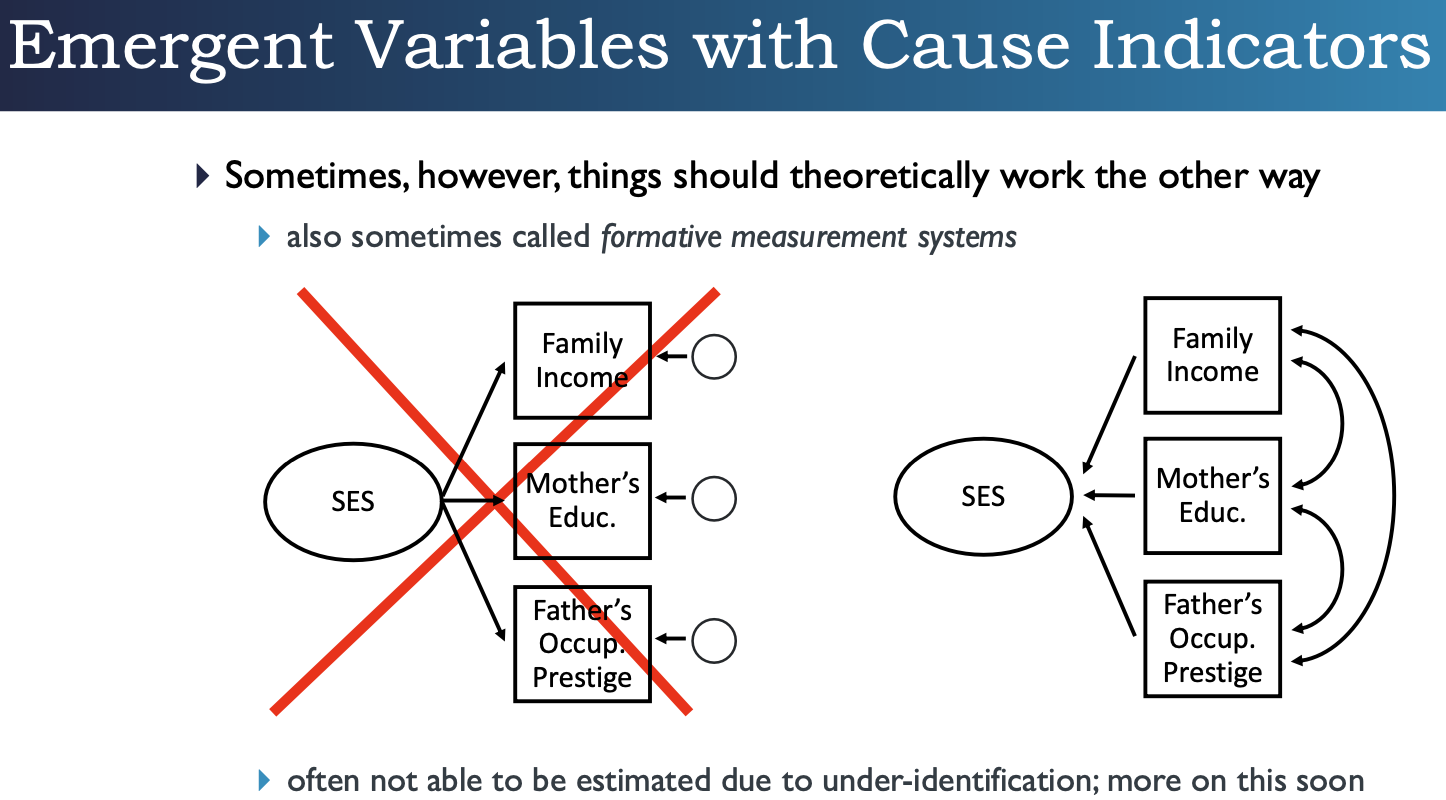 Emergent Variables with Cause Indicators
Sometimes, however, things should theoretically work the other way
also sometimes called formative measurement systems
Family
Income
Mother's
Educ.
Father's
Occup.
Prestige
SES
Family
Income
Mother's
Educ.
Father's
Occup.
Prestige
SES
often not able to be estimated due to under-identification; more on this soon